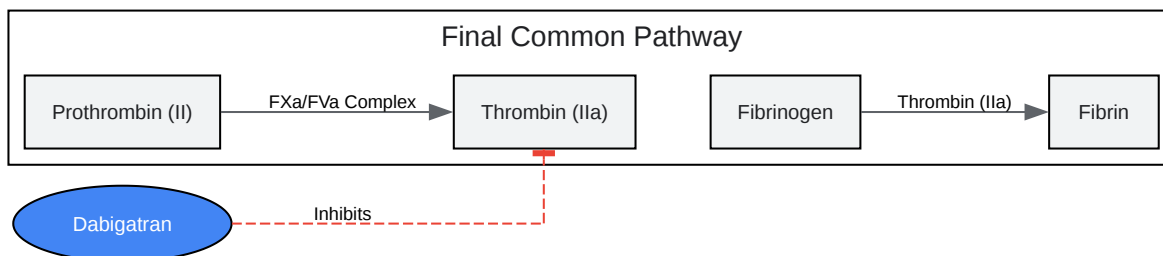 Final Common Pathway
Prothrombin (II)
FXa/FVa Complex
Thrombin (IIa)
Fibrinogen
Thrombin (IIa)
Fibrin
Dabigatran
Inhibits